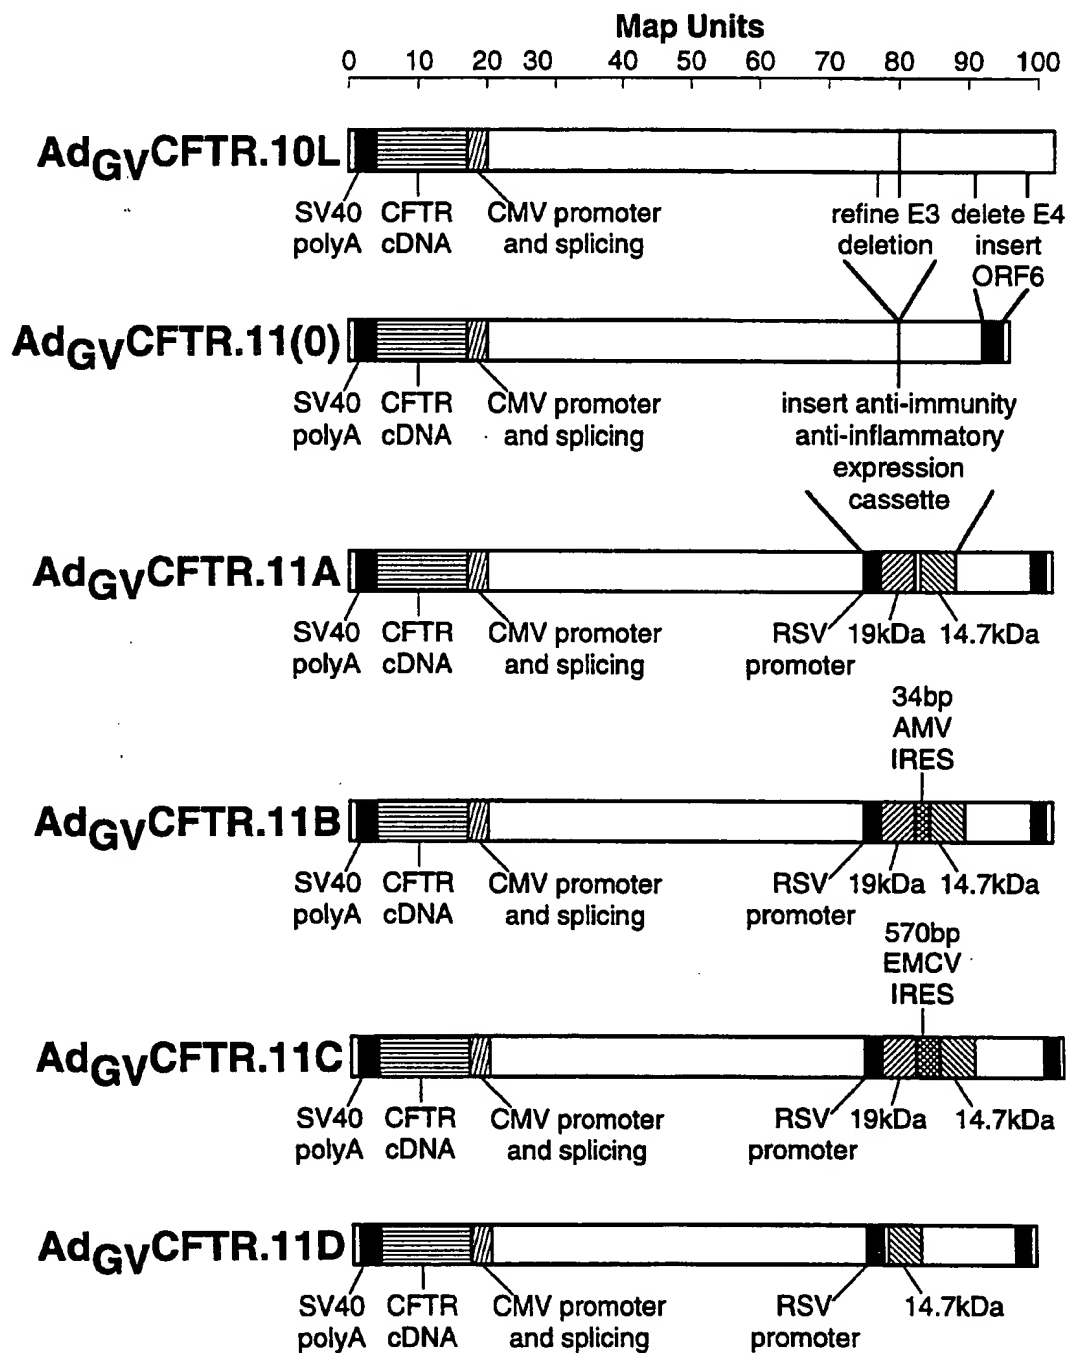 Map Units
0 10 20 30 40 50 60 70 80 90 100
AdGVCFTR.10L
SV40 polyA
CFTR cDNA
CMV promoter and splicing
refine E3 deletion
delete E4 insert ORF6
AdGVCFTR.11(0)
SV40 polyA
CFTR cDNA
CMV promoter and splicing
insert anti-immunity
anti-inflammatory
expression
cassette
AdGVCFTR.11A
SV40 polyA
CFTR cDNA
CMV promoter and splicing
RSV promoter
19kDa
14.7kDa
34bp
AMV
IRES
AdGVCFTR.11B
SV40 polyA
CFTR cDNA
CMV promoter and splicing
RSV promoter
19kDa
14.7kDa
570bp
EMCV
IRES
AdGVCFTR.11C
SV40 polyA
CFTR cDNA
CMV promoter and splicing
RSV promoter
19kDa
14.7kDa
AdGVCFTR.11D
SV40 polyA
CFTR cDNA
CMV promoter and splicing
RSV promoter
14.7kDa